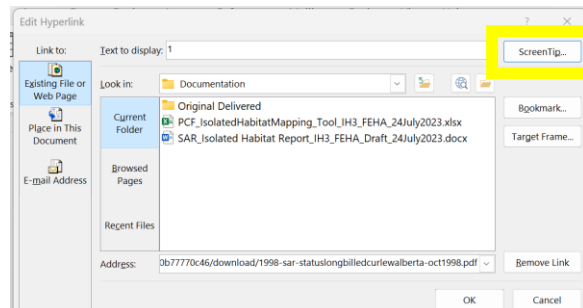 Edit Hyperlink
? ×
Link to:
Text to display: 1
ScreenTip...
Existing File or
Web Page
Look in:
Documentation
Current
Folder
Original Delivered
PCF_IsolatedHabitatMapping_Tool_IH3_FEHA_24July2023.xlsx
SAR_Isolated Habitat Report_IH3_FEHA_Draft_24July2023.docx
Bookmark...
Place in This
Document
Target Frame...
Browsed
Pages
E-mail Address
Recent Files
Address:
0b77770c46/download/1998-sar-statuslongbilledcurlewalberta-oct1998.pdf
Remove Link
OK
Cancel